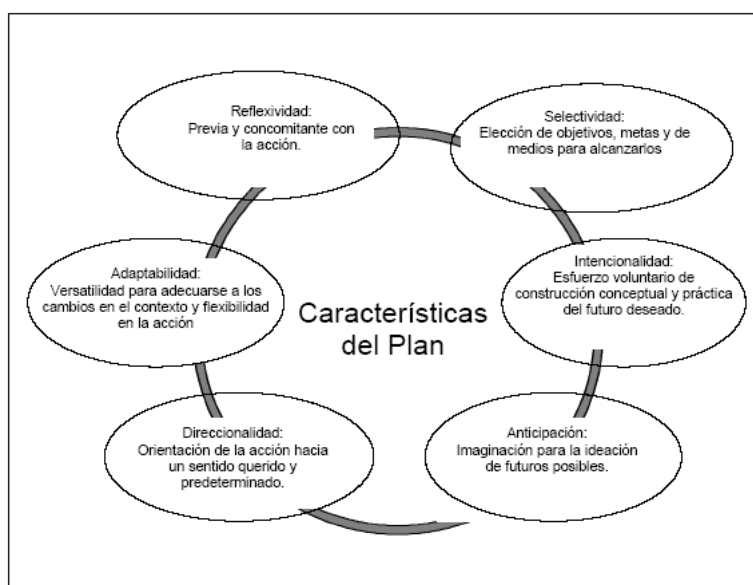 Reflexividad:
Previa y concomitante con
la acción.
Selectividad:
Elección de objetivos, metas y de
medios para alcanzarlos
Adaptabilidad:
Versatilidad para adecuarse a los
cambios en el contexto y flexibilidad
en la acción
Intencionalidad:
Esfuerzo voluntario de
construcción conceptual y práctica
del futuro deseado.
Características
del Plan
Direccionalidad:
Orientación de la acción hacia
un sentido querido y
predeterminado.
Anticipación:
Imaginación para la ideación
de futuros posibles.